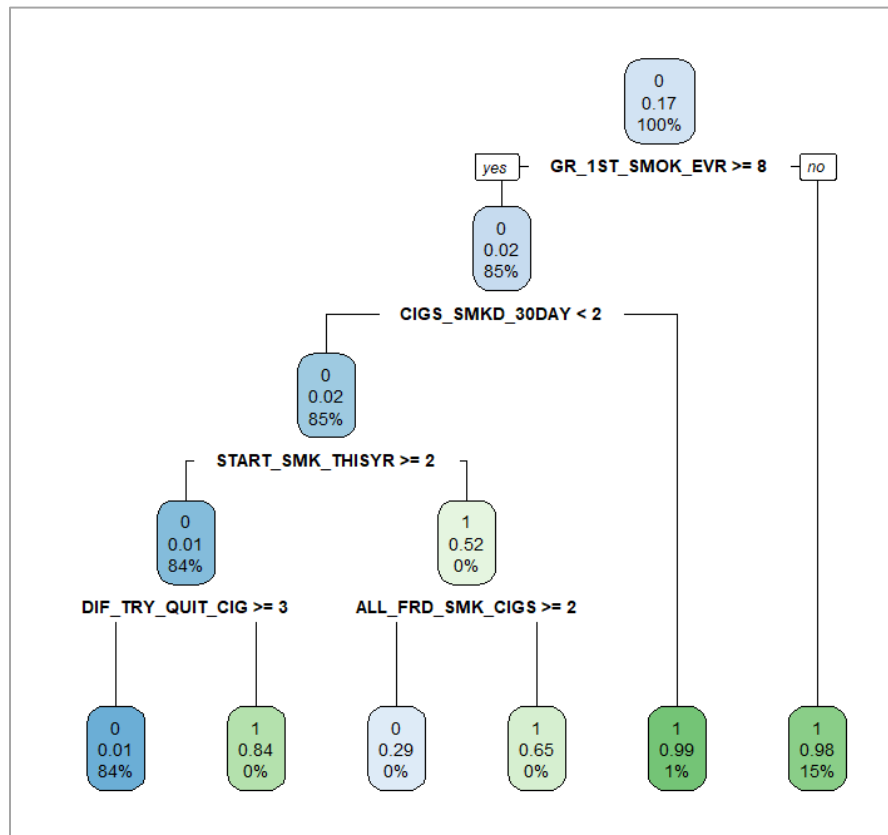 0
0.17
100%
yes GR_1ST_SMOK_EVR >= 8 no
0
0.02
85%
CIGS_SMKD_30DAY < 2
0
0.02
85%
START_SMK_THISYR >= 2
0 1
0.01 0.52
84% 0%
DIF_TRY_QUIT_CIG >= 3 ALL_FRD_SMK_CIGS >= 2
0 1 0 1 1 1
0.01 0.84 0.29 0.65 0.99 0.98
84% 0% 0% 0% 1% 15%